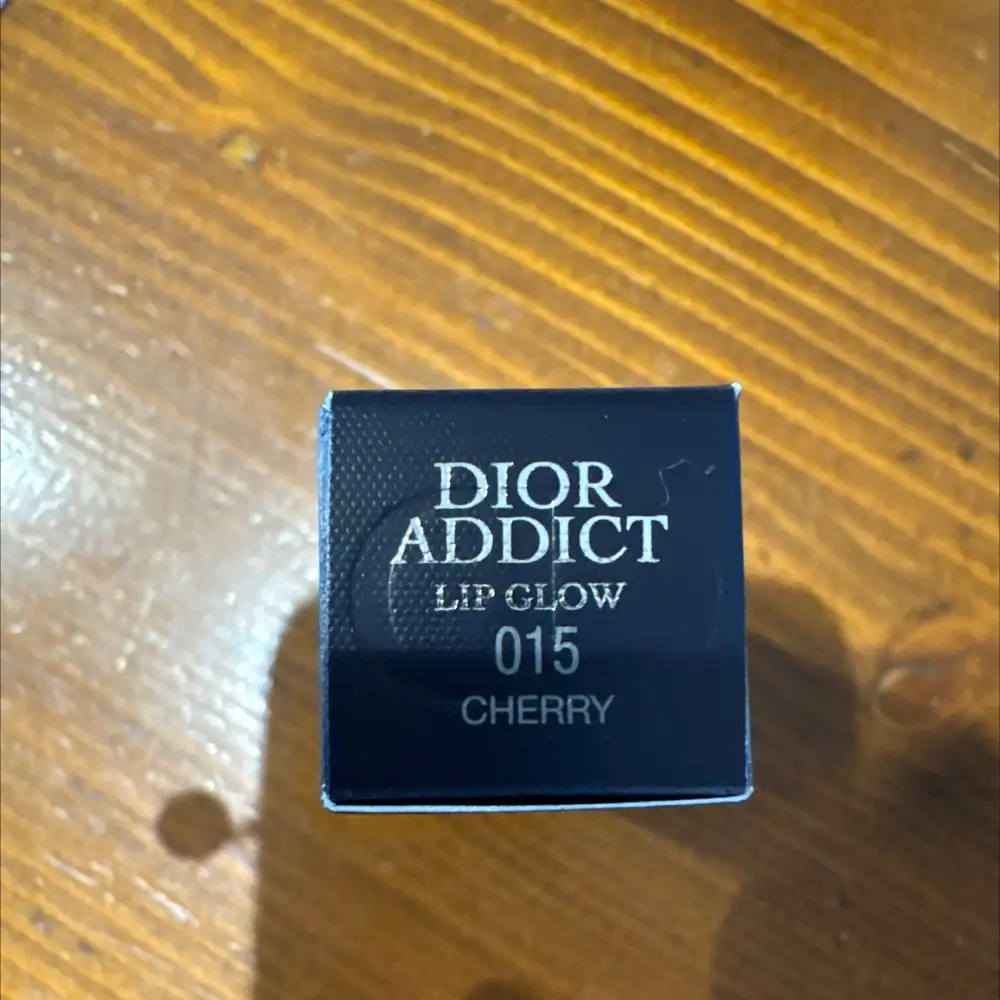 DIOR
ADDICT
LIP GLOW
015
CHERRY